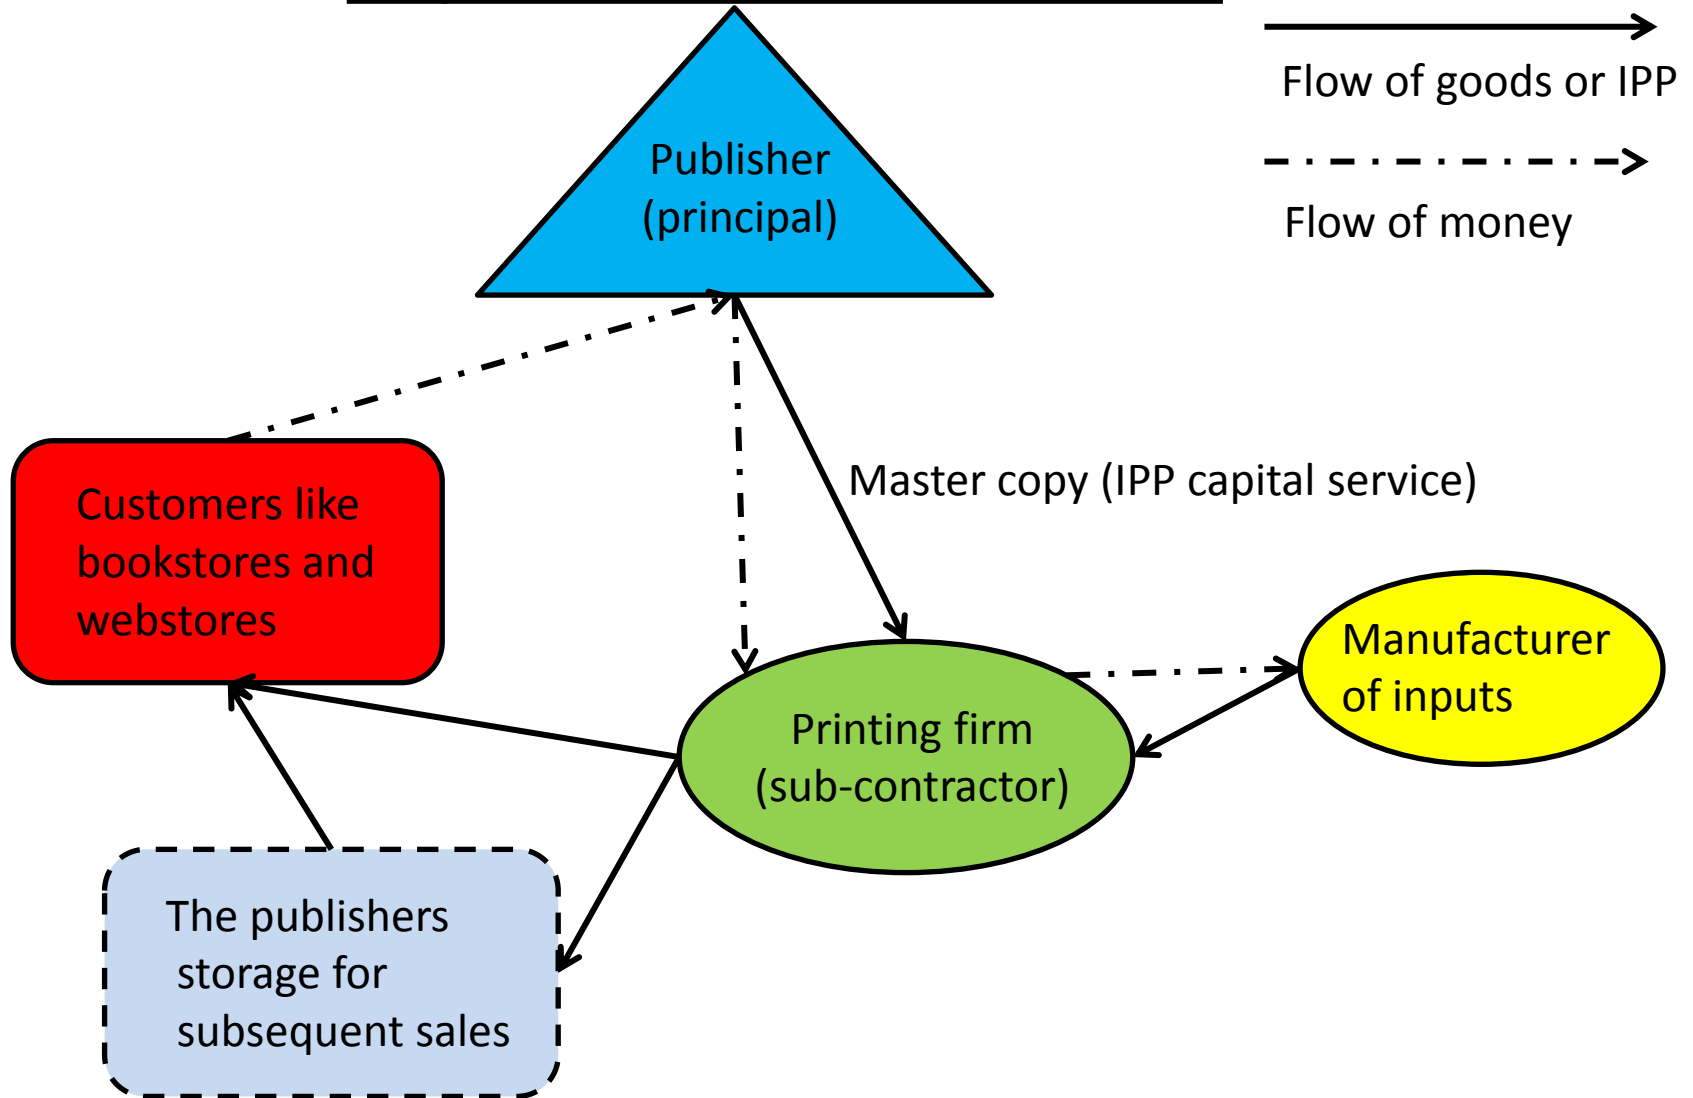 Flow of goods or IPP
Flow of money
Publisher
(principal)
Master copy (IPP capital service)
Customers like
bookstores and
webstores
Manufacturer
of inputs
Printing firm
(sub-contractor)
The publishers
storage for
subsequent sales